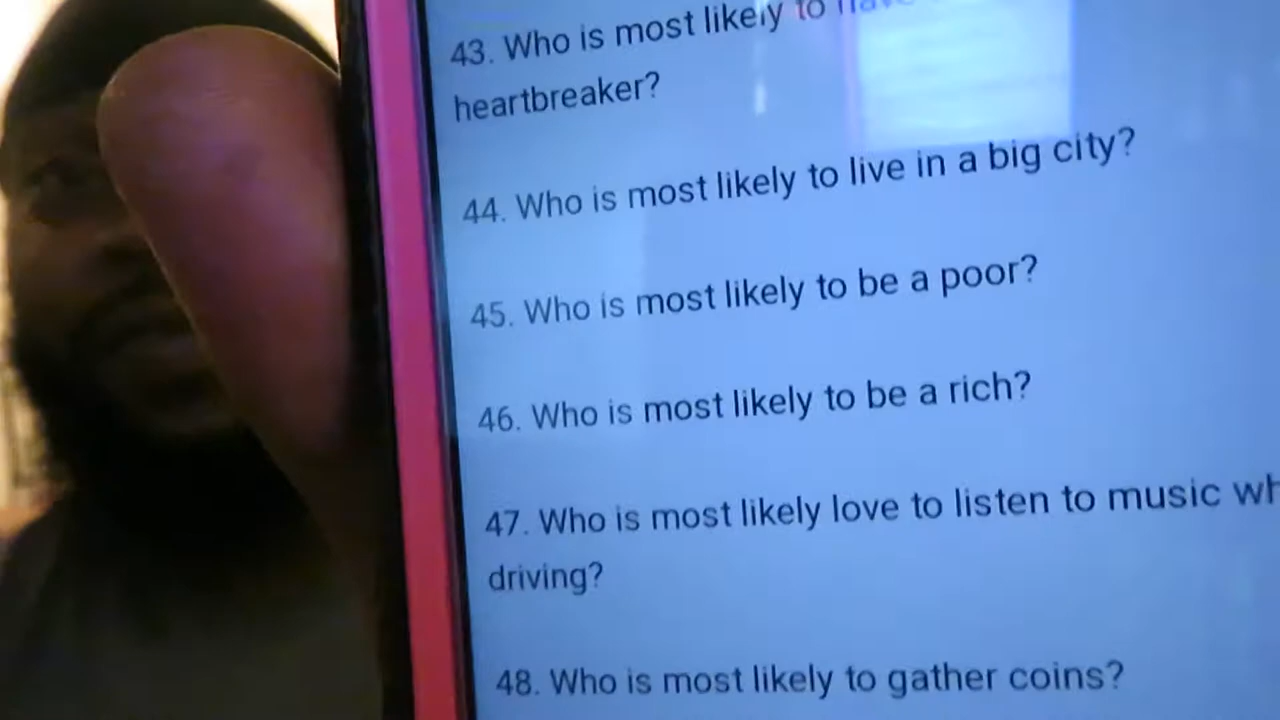 43. Who is most likely to have
heartbreaker?
44. Who is most likely to live in a big city?
45. Who is most likely to be a poor?
46. Who is most likely to be a rich?
47. Who is most likely love to listen to music
driving?
48. Who is most likely to gather coins?